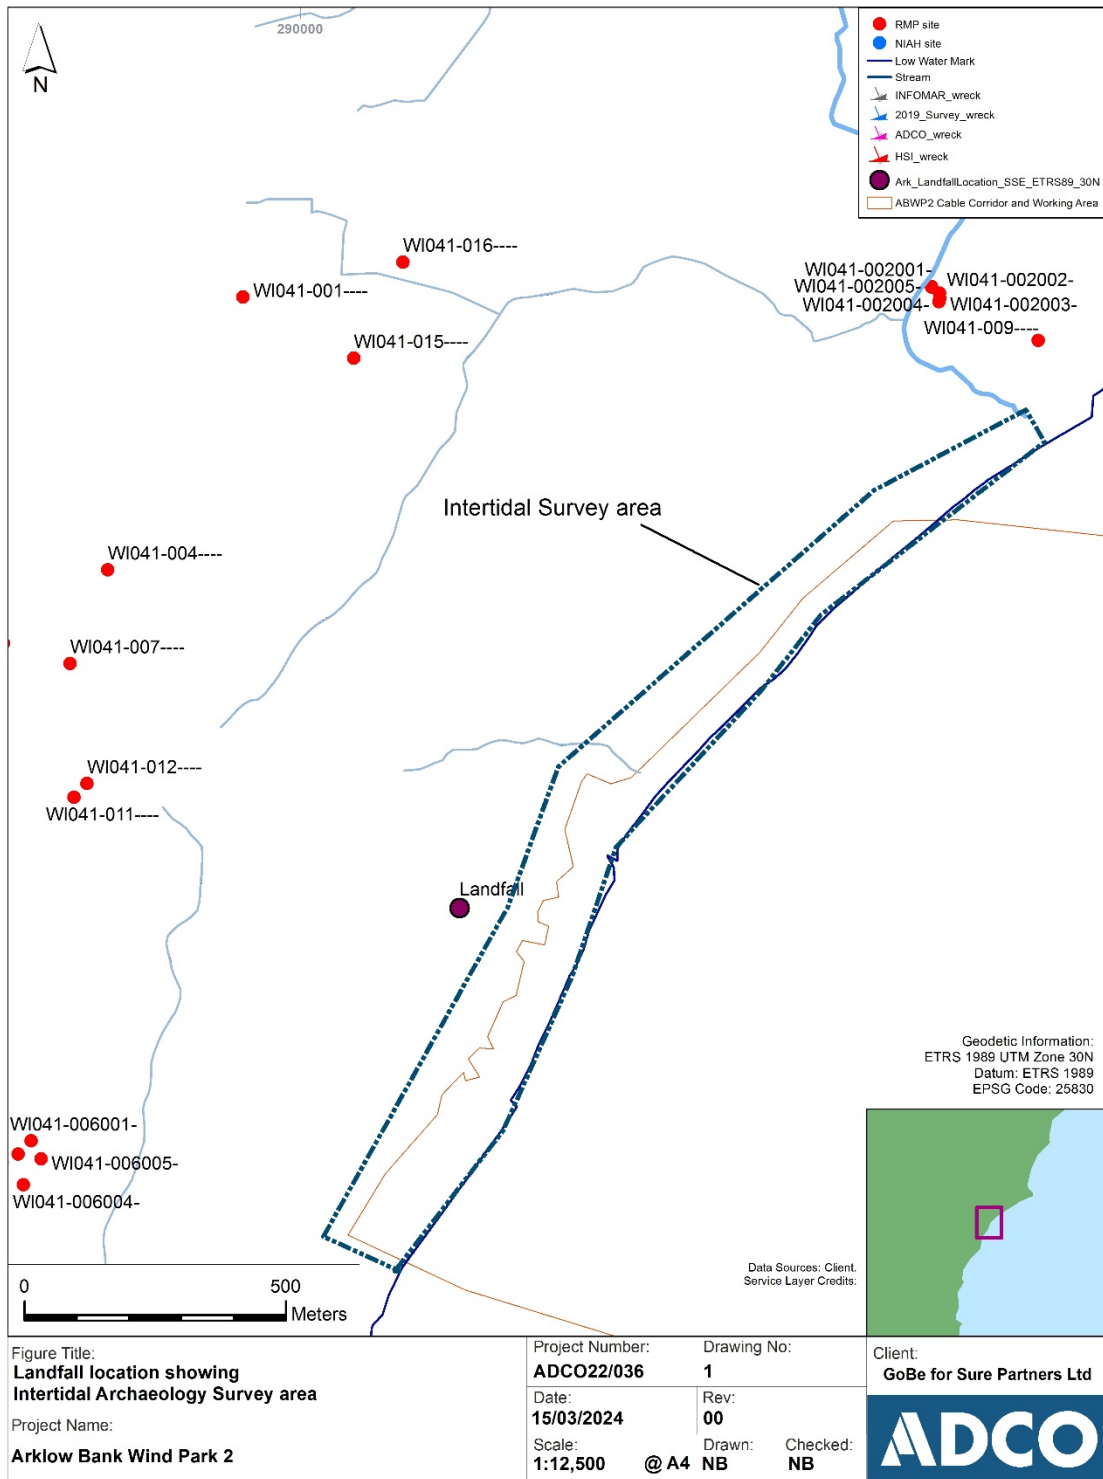 290000
N
RMP site
NIAH site
Low Water Mark
Stream
INFOMAR_wreck
2019_Survey_wreck
ADCO_wreck
HSI_wreck
Ark_LandfallLocation_SSE_ETRS89_30N
ABWP2 Cable Corridor and Working Area
WI041-016----
WI041-001----
WI041-015----
WI041-002001-
WI041-002005-
WI041-002004-
WI041-002002-
WI041-002003-
WI041-009----
Intertidal Survey area
WI041-004----
WI041-007----
WI041-012----
WI041-011----
Landfall
WI041-006001-
WI041-006005-
WI041-006004-
Geodetic Information:
ETRS 1989 UTM Zone 30N
Datum: ETRS 1989
EPSG Code: 25830
Data Sources: Client.
Service Layer Credits:
0 500
Meters
Figure Title:
Landfall location showing
Intertidal Archaeology Survey area
Project Name:
Arklow Bank Wind Park 2
Project Number:
ADCO22/036
Drawing No:
1
Date:
15/03/2024
Rev:
00
Scale:
1:12,500 @ A4
Drawn:
NB
Checked:
NB
Client:
GoBe for Sure Partners Ltd
ADCO